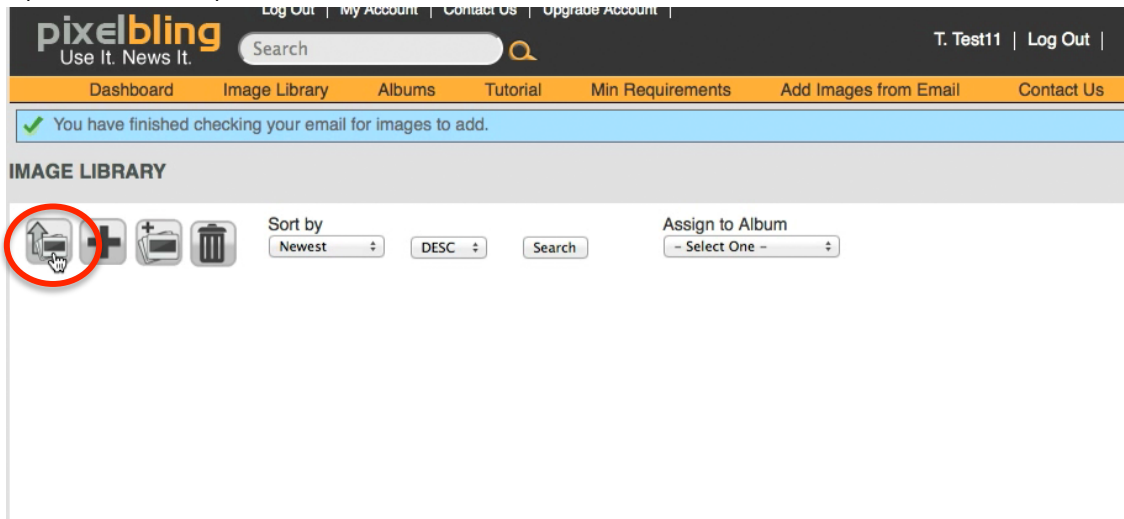 Log Out | My Account | Contact Us | Upgrade Account |
pixelbling
Use It. News It.
Search
T. Test11 | Log Out |
Dashboard Image Library Albums Tutorial Min Requirements Add Images from Email Contact Us
You have finished checking your email for images to add.
IMAGE LIBRARY
Sort by
Assign to Album
Newest DESC Search – Select One –